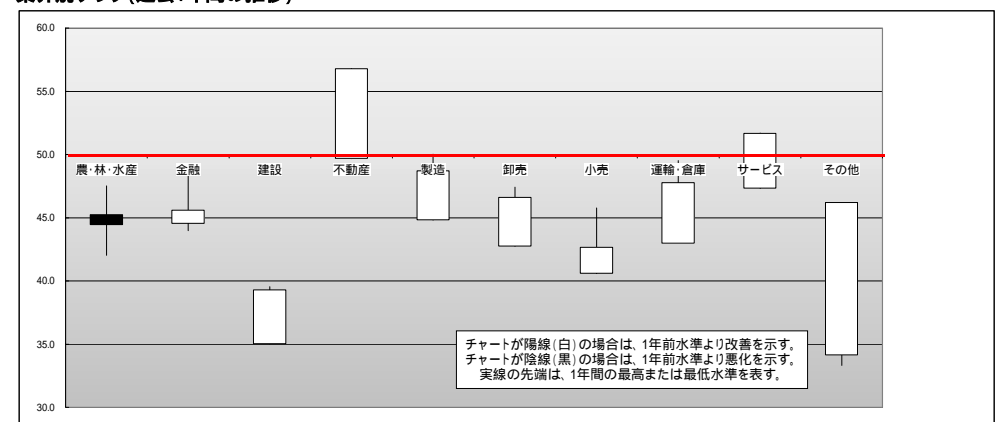 60.0
55.0
50.0
農・林・水産 金融 建設 不動産 製造 卸売 小売 運輸・倉庫 サービス その他
45.0
40.0
35.0
チャートが陽線(白)の場合は、1年前水準より改善を示す。
チャートが陰線(黒)の場合は、1年前水準より悪化を示す。
実線の先端は、1年間の最高または最低水準を表す。
30.0